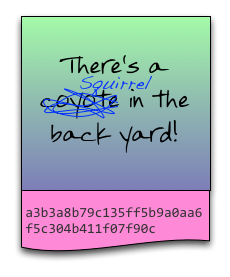 There's a
Squirrel
coyote in the
back yard!
a3b3a8b79c135ff5b9a0aa6
f5c304b411f07f90c